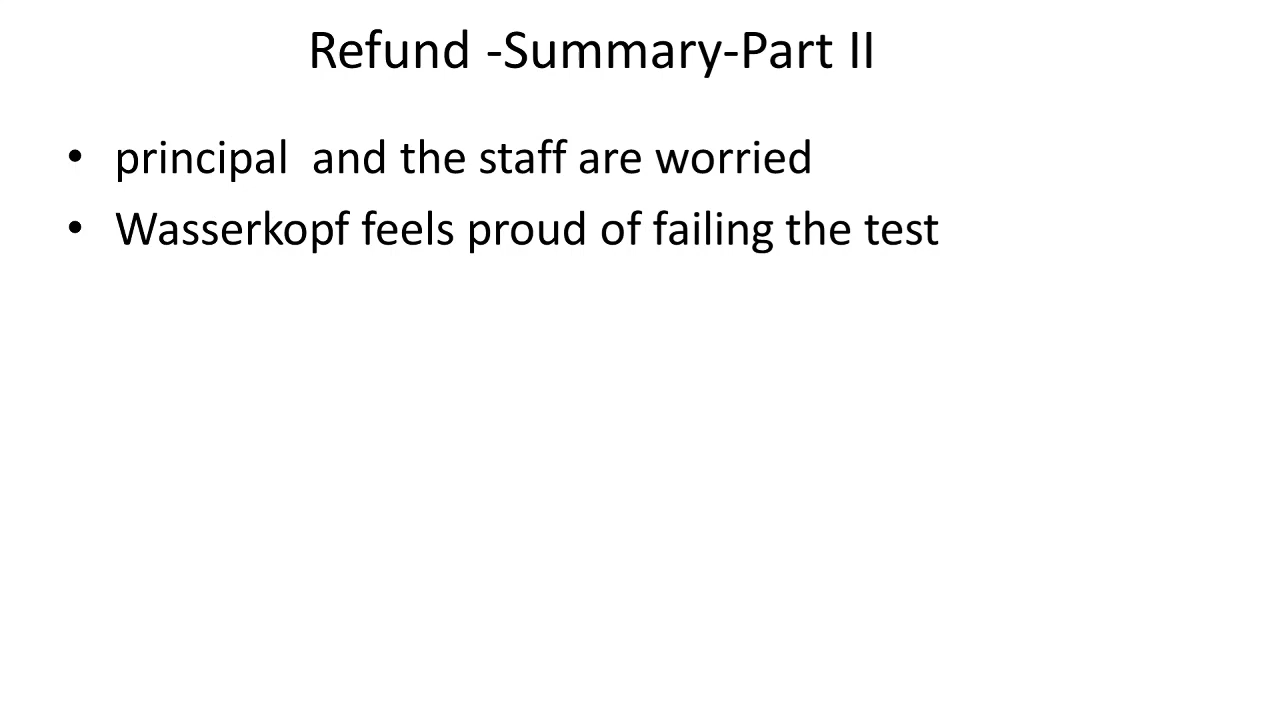 Refund -Summary-Part II
• principal  and the staff are worried
• Wasserkopf feels proud of failing the test